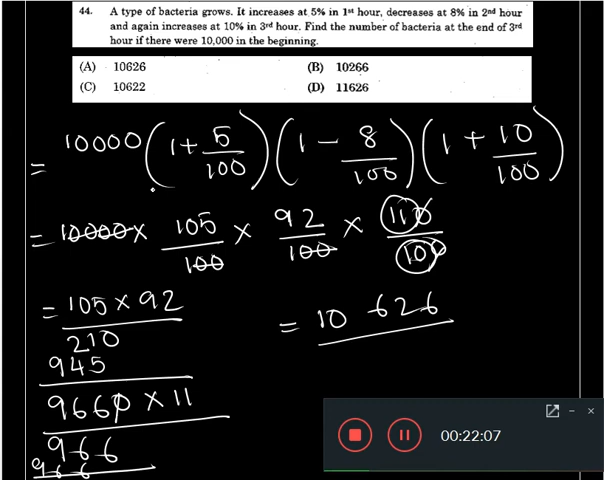 44. A type of bacteria grows. It increases at 5% in 1st hour, decreases at 8% in 2nd hour
and again increases at 10% in 3rd hour. Find the number of bacteria at the end of 3rd
hour if there were 10,000 in the beginning.
(A) 10626 (B) 10266
(C) 10622 (D) 11626
= 10000 (1 + 5/100) (1 - 8/100) (1 + 10/100)
= 10000 × 105/100 × 92/100 × 110/100
= 105 × 92
210
945
9660 × 11
966
966
= 10 626
00:22:07